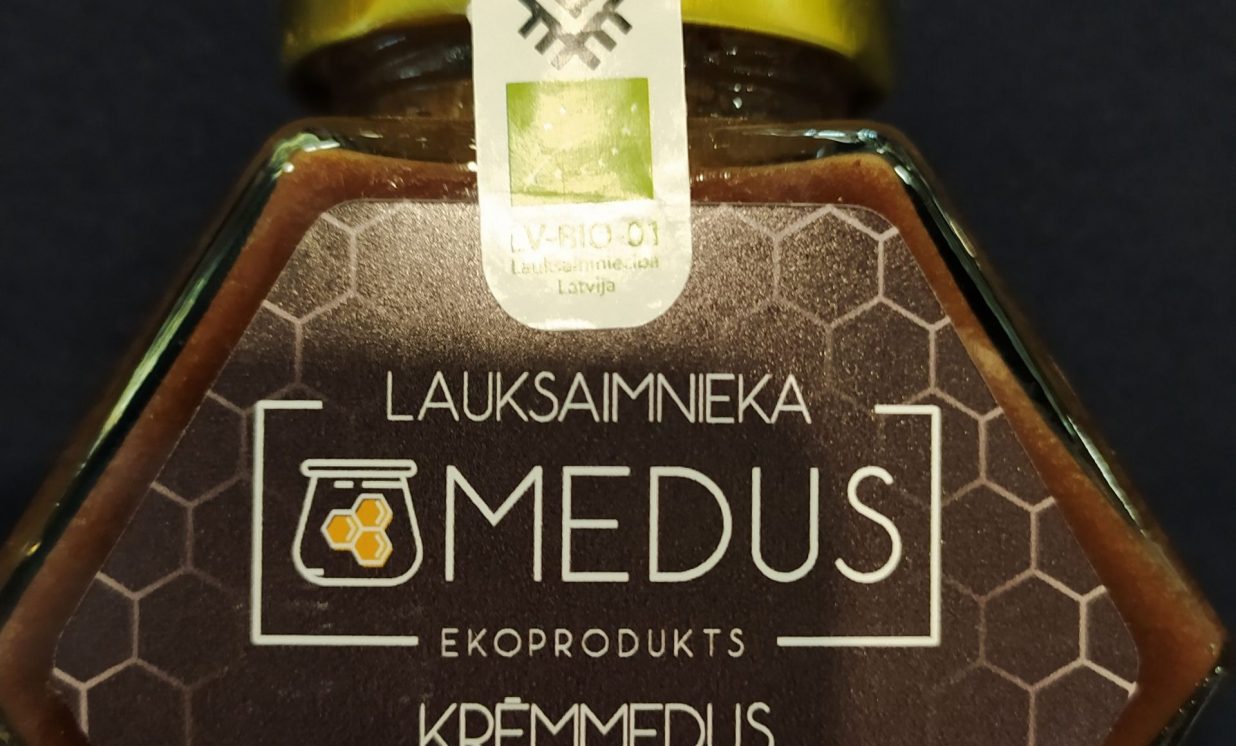 LV-BIO-01
Lauksaimniecība
Latvija
LAUKSAIMNIEKA
MEDUS
EKOPRODUKTS
KRĒMMEDUS